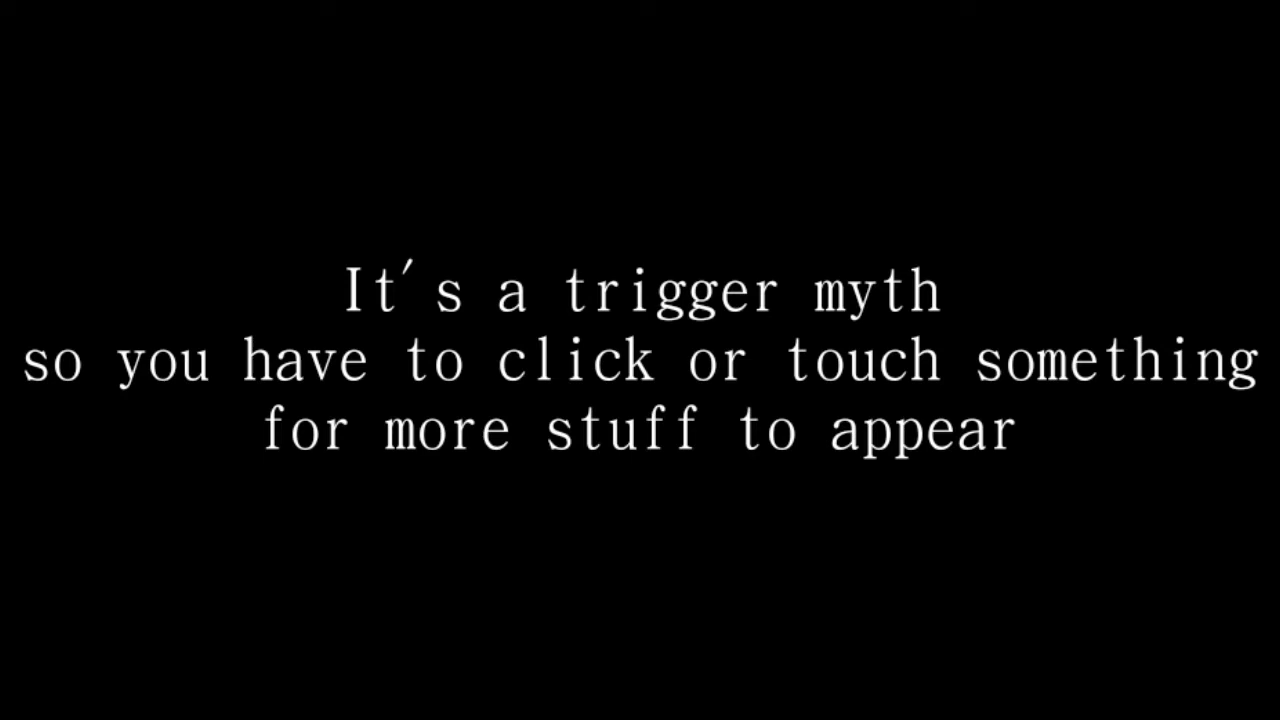 It's a trigger myth
so you have to click or touch something
for more stuff to appear